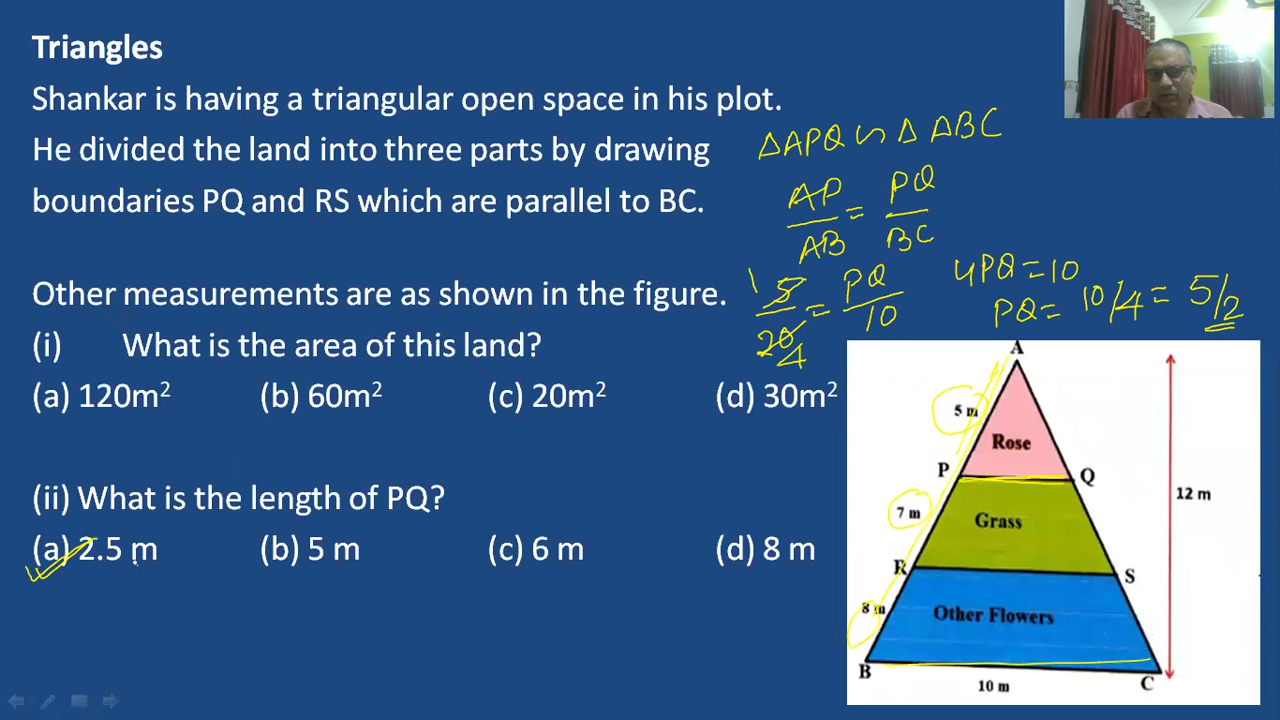 Triangles
Shankar is having a triangular open space in his plot.
He divided the land into three parts by drawing
boundaries PQ and RS which are parallel to BC.
Other measurements are as shown in the figure.
(i) What is the area of this land?
(a) 120m² (b) 60m² (c) 20m² (d) 30m²
(ii) What is the length of PQ?
(a) 2.5 m (b) 5 m (c) 6 m (d) 8 m
△APQ ∽ △ABC
AP/AB = PQ/BC
1 5/20 4 = PQ/10
4PQ = 10
PQ = 10/4 = 5/2
A
5 m
Rose
P
Q
12 m
7 m
Grass
R
S
8 m
Other Flowers
B
C
10 m